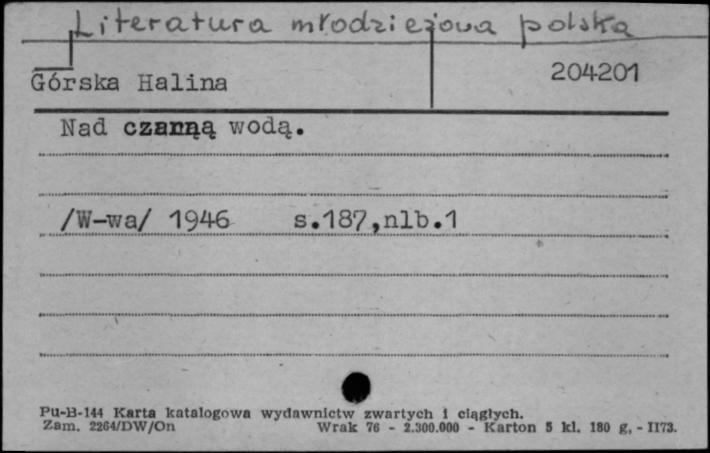 Literatura młodzieżowa polska
Górska Halina 204201
Nad czarną wodą.
/W-wa/ 1946 s.187,nlb.1
Pu-B-144 Karta katalogowa wydawnictw zwartych i ciągłych.
Zam. 2264/DW/On Wrak 76 - 2.300.000 - Karton 5 kl. 180 g, - II73.